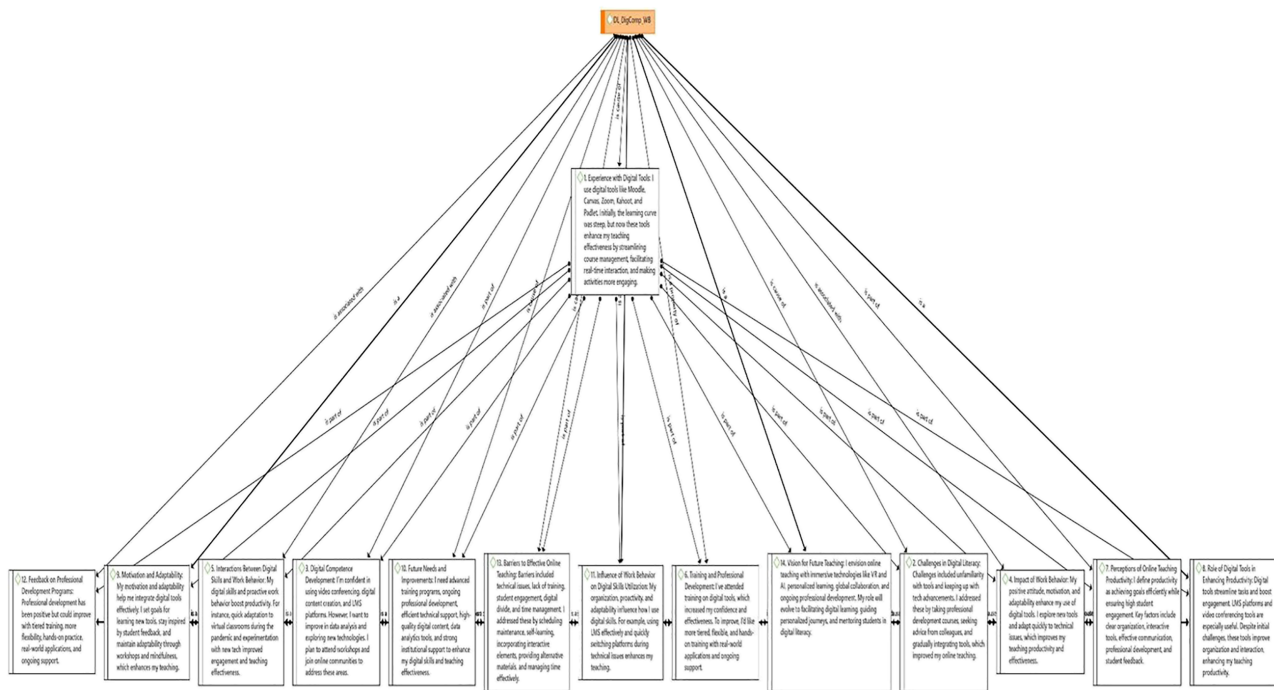 DL_DigComp_WB
1. Experience with Digital Tools: I
use digital tools like Moodle,
Canvas, Zoom, Kahoot, and
Padlet. Initially, the learning curve
was steep, but now these tools
enhance my teaching
effectiveness by streamlining
course management, facilitating
real-time interaction, and making
activities more engaging.
is associated with
is a
is associated with
is part of
is a
is cause of
is associated with
is part of
is a
is part of
is part of
is part of
is part of
is part of
is part of
is part of
is part of
is part of
is part of
is part of
is part of
12. Feedback on Professional
Development Programs:
Professional development has
been positive but could improve
with tiered training, more
flexibility, hands-on practice,
real-world applications, and
ongoing support.
9. Motivation and Adaptability:
My motivation and adaptability
help me integrate digital tools
effectively. I set goals for
learning new tools, stay inspired
by student feedback, and
maintain adaptability through
workshops and mindfulness,
which enhances my teaching.
5. Interactions Between Digital
Skills and Work Behavior: My
digital skills and proactive work
behavior boost productivity. For
instance, quick adaptation to
virtual classrooms during the
pandemic and experimentation
with new tech improved
engagement and teaching
effectiveness.
3. Digital Competence
Development: I'm confident in
using video conferencing, digital
content creation, and LMS
platforms. However, I want to
improve in data analysis and
exploring new technologies. I
plan to attend workshops and
join online communities to
address these areas.
10. Future Needs and
Improvements: I need advanced
training programs, ongoing
professional development,
efficient technical support, high-
quality digital content, data
analytics tools, and strong
institutional support to enhance
my digital skills and teaching
effectiveness.
13. Barriers to Effective Online
Teaching: Barriers included
technical issues, lack of training,
student engagement, digital
divide, and time management. I
addressed these by scheduling
maintenance, self-learning,
incorporating interactive
elements, providing alternative
materials, and managing time
effectively.
11. Influence of Work Behavior
on Digital Skills Utilization: My
organization, proactivity, and
adaptability influence how I use
digital skills. For example, using
LMS effectively and quickly
switching platforms during
technical issues enhances my
teaching.
6. Training and Professional
Development: I've attended
training on digital tools, which
increased my confidence and
effectiveness. To improve, I'd like
more tiered, flexible, and hands-
on training with real-world
applications and ongoing
support.
14. Vision for Future Teaching: I envision online
teaching with immersive technologies like VR and
AI, personalized learning, global collaboration, and
ongoing professional development. My role will
evolve to facilitating digital learning, guiding
personalized journeys, and mentoring students in
digital literacy.
2. Challenges in Digital Literacy:
Challenges included unfamiliarity
with tools and keeping up with
tech advancements. I addressed
these by taking professional
development courses, seeking
advice from colleagues, and
gradually integrating tools, which
improved my online teaching.
4. Impact of Work Behavior: My
positive attitude, motivation, and
adaptability enhance my use of
digital tools. I explore new tools
and adapt quickly to technical
issues, which improves my
teaching productivity and
effectiveness.
7. Perceptions of Online Teaching
Productivity: I define productivity
as achieving goals efficiently while
ensuring high student
engagement. Key factors include
clear organization, interactive
tools, effective communication,
professional development, and
student feedback.
8. Role of Digital Tools in
Enhancing Productivity: Digital
tools streamline tasks and boost
engagement. LMS platforms and
video conferencing tools are
especially useful. Despite initial
challenges, these tools improve
organization and interaction,
enhancing my teaching
productivity.